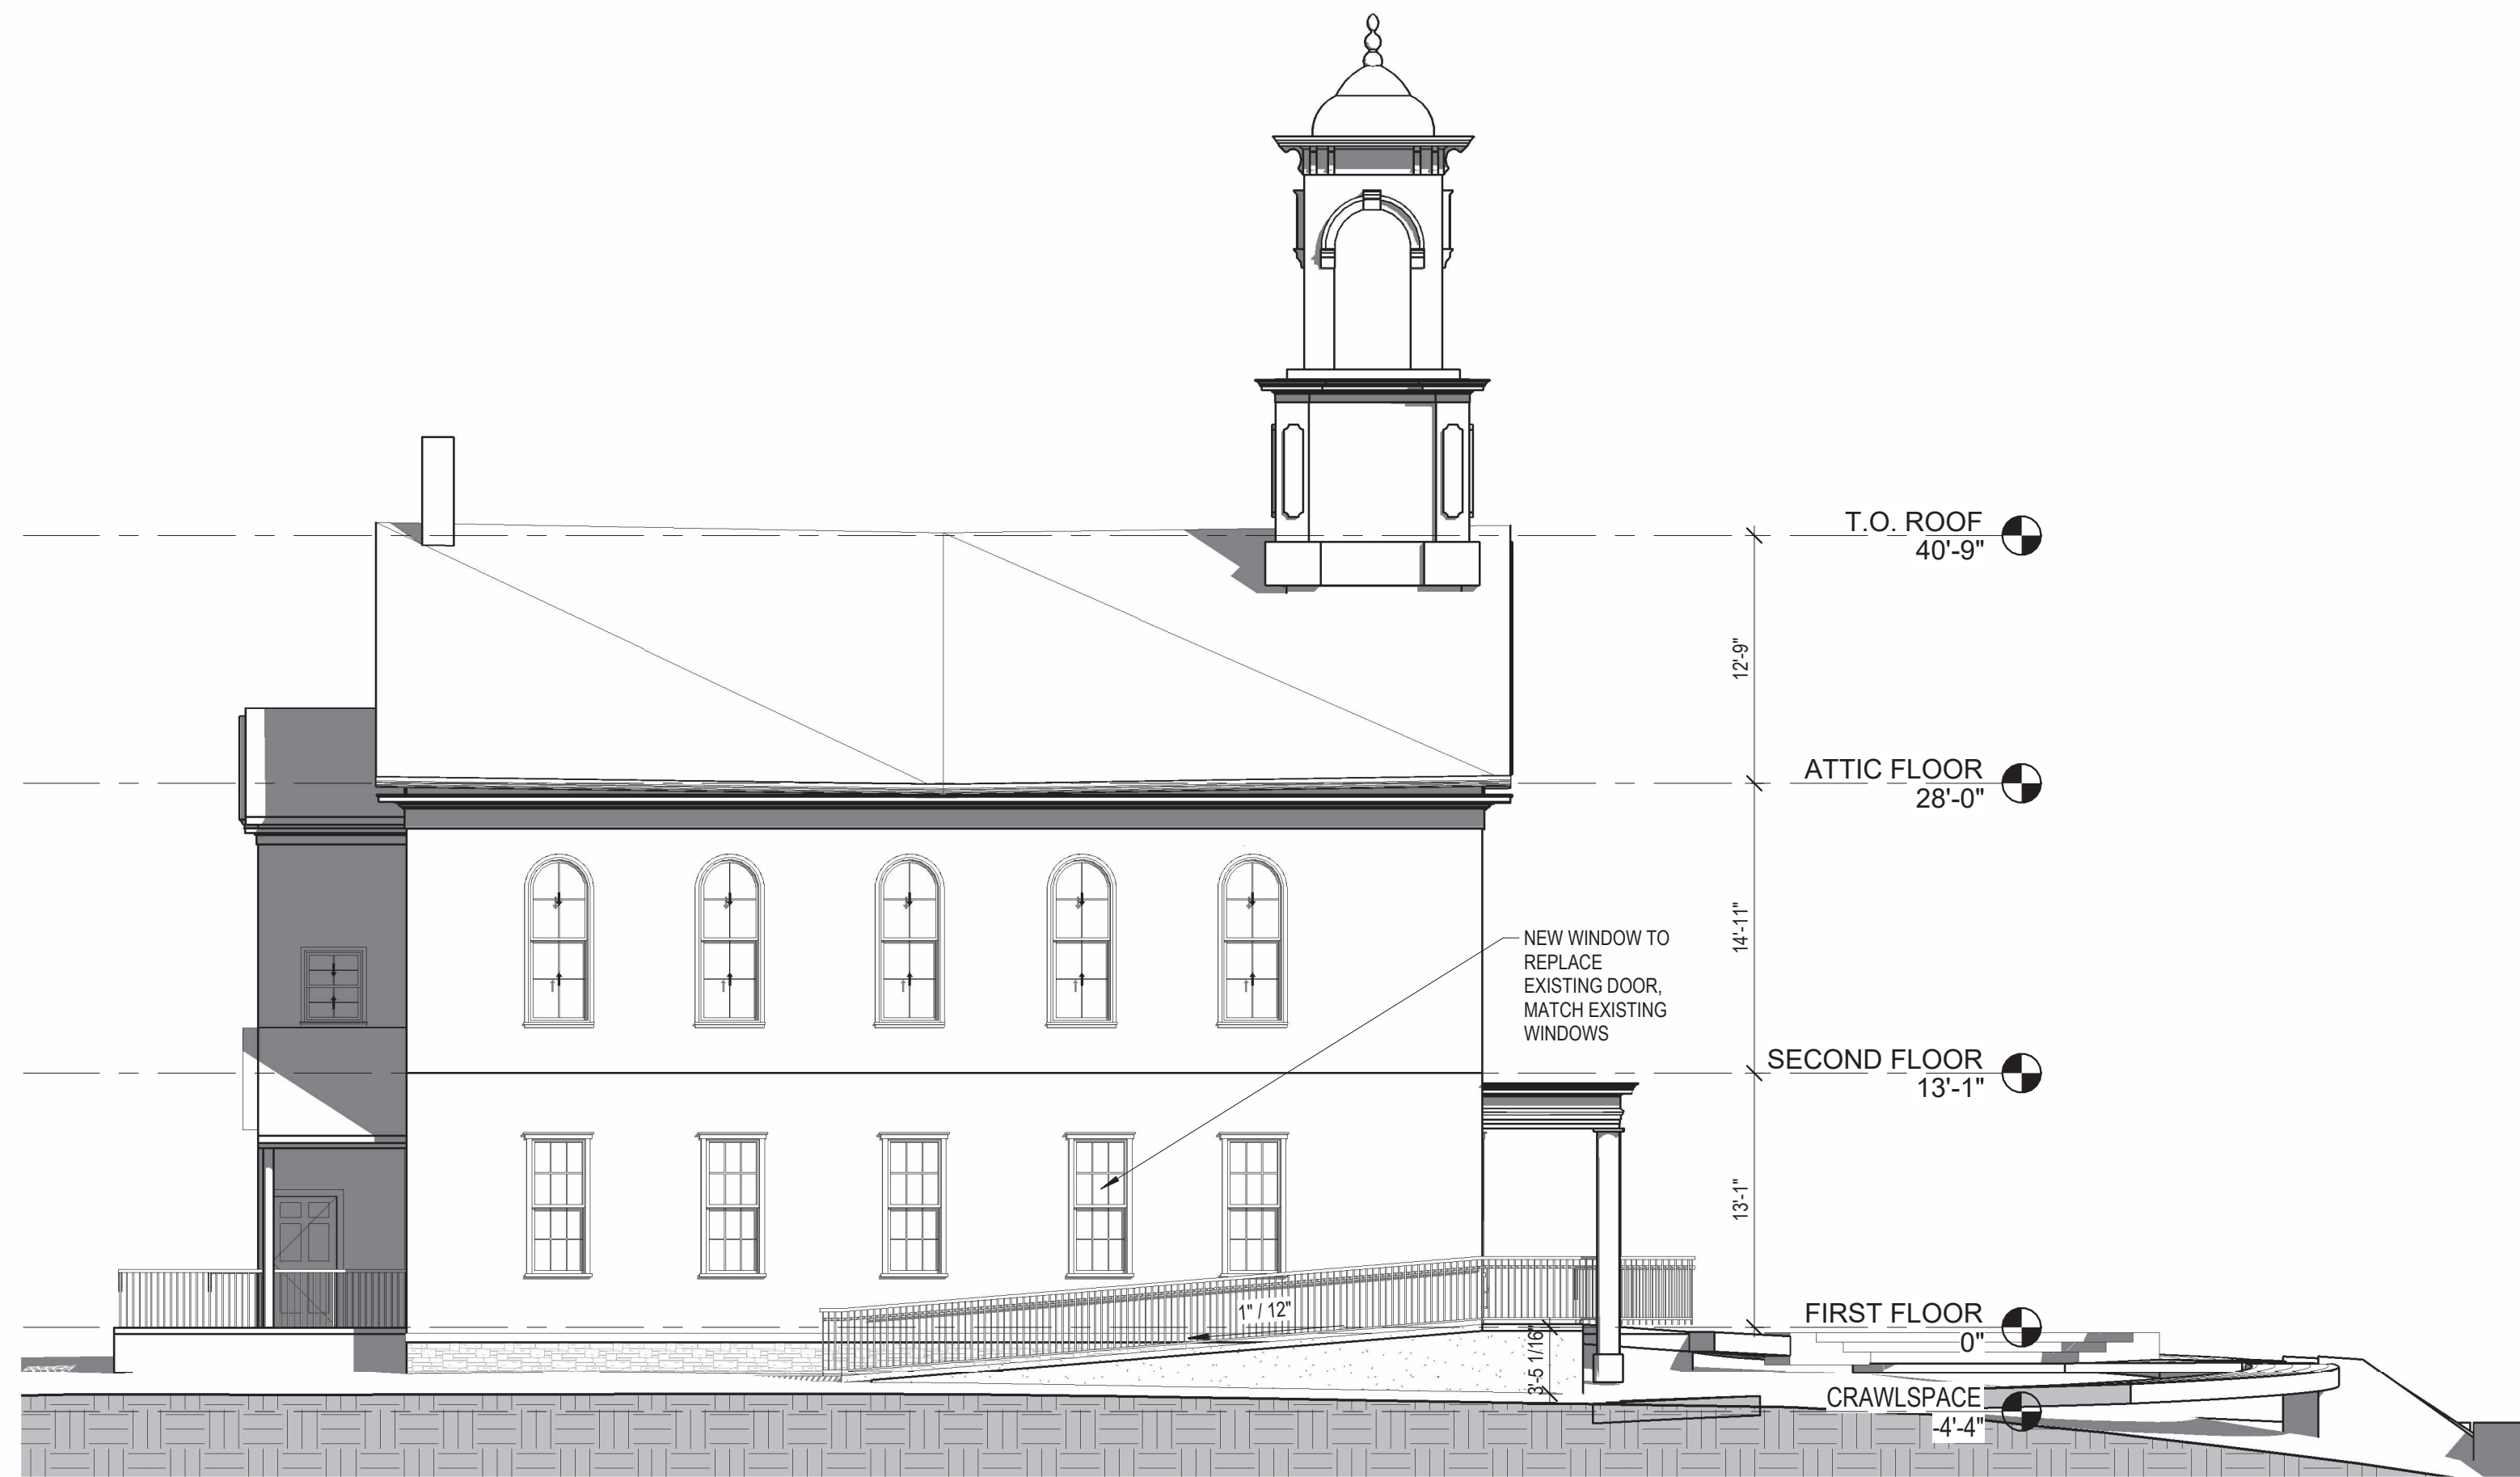 T.O. ROOF
40'-9"
12'-9"
ATTIC FLOOR
28'-0"
14'-11"
NEW WINDOW TO
REPLACE
EXISTING DOOR,
MATCH EXISTING
WINDOWS
SECOND FLOOR
13'-1"
13'-1"
1" / 12"
FIRST FLOOR
0"
3'-5 1/16"
CRAWLSPACE
-4'-4"